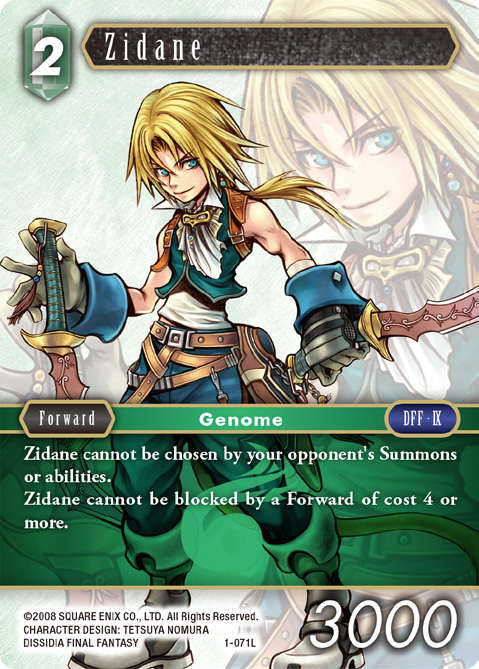 2
Zidane
Forward
Genome
DFF · IX
Zidane cannot be chosen by your opponent's Summons
or abilities.
Zidane cannot be blocked by a Forward of cost 4 or
more.
©2008 SQUARE ENIX CO., LTD. All Rights Reserved.
CHARACTER DESIGN: TETSUYA NOMURA
DISSIDIA FINAL FANTASY
1-071L
3000